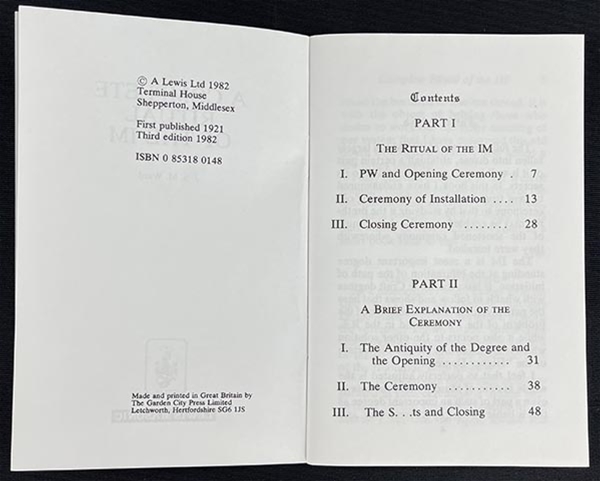 © A Lewis Ltd 1982
Terminal House
Shepperton, Middlesex
First published 1921
Third edition 1982
ISBN 0 85318 0148
Made and printed in Great Britain by
The Garden City Press Limited
Letchworth, Hertfordshire SG6 1JS
Contents
PART I
THE RITUAL OF THE IM
I. PW and Opening Ceremony . 7
II. Ceremony of Installation .... 13
III. Closing Ceremony ........ 28
PART II
A BRIEF EXPLANATION OF THE
CEREMONY
I. The Antiquity of the Degree and
the Opening ............ 31
II. The Ceremony ........... 38
III. The S. . .ts and Closing 48